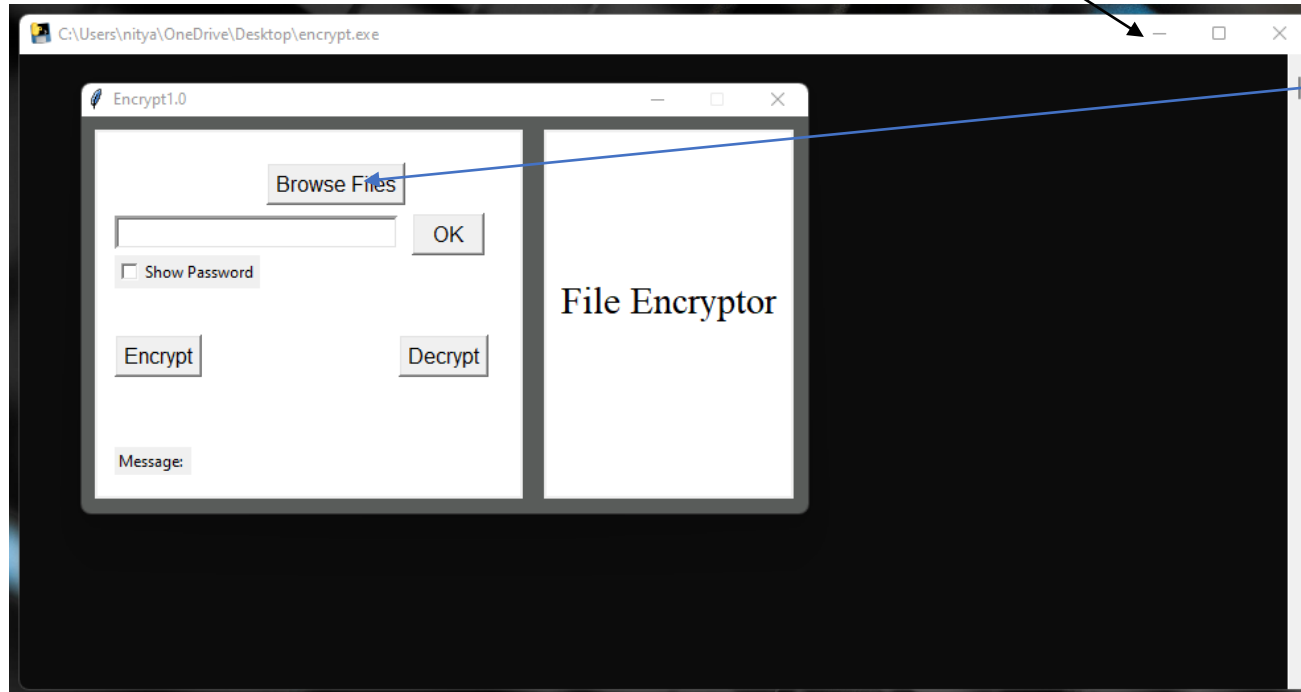 C:\Users\nitya\OneDrive\Desktop\encrypt.exe
Encrypt1.0
Browse Files
OK
Show Password
File Encryptor
Encrypt
Decrypt
Message: